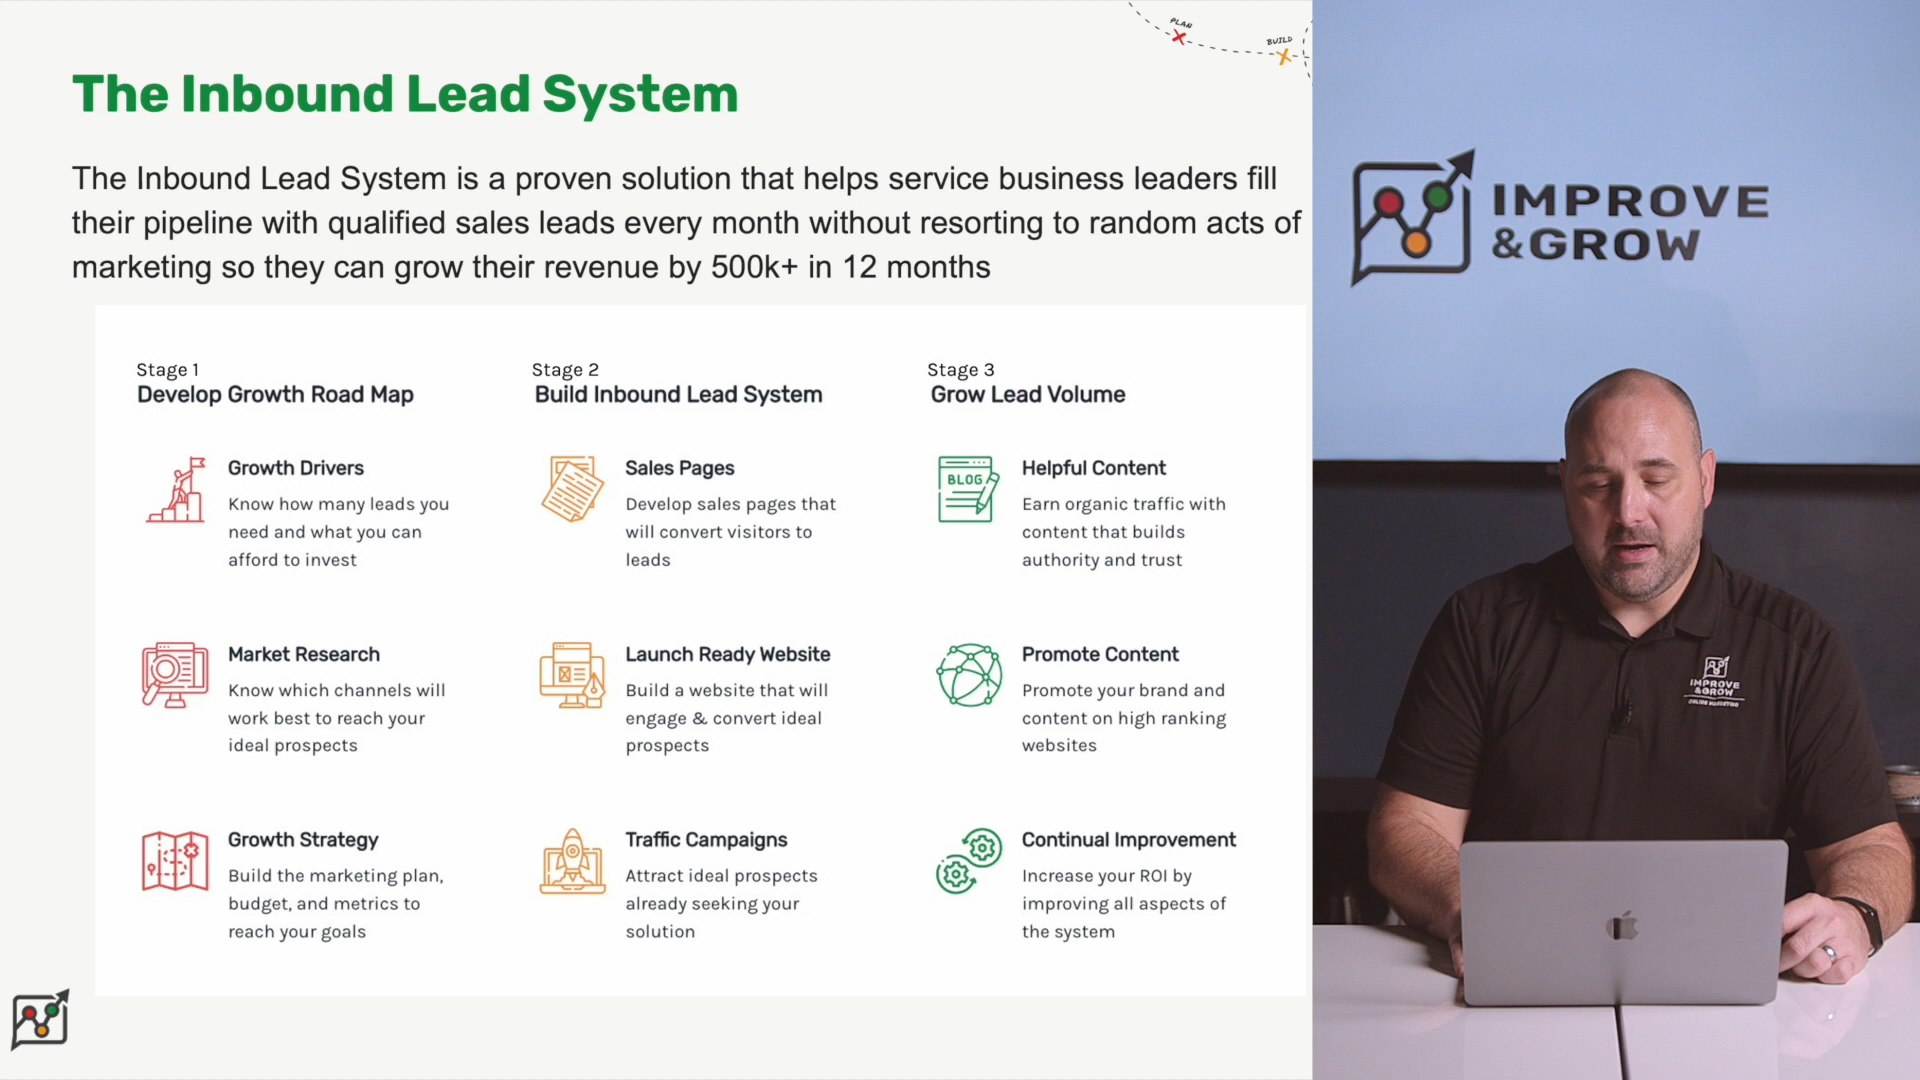 PLAN
BUILD
The Inbound Lead System
The Inbound Lead System is a proven solution that helps service business leaders fill
their pipeline with qualified sales leads every month without resorting to random acts of
marketing so they can grow their revenue by 500k+ in 12 months
Stage 1
Develop Growth Road Map
Growth Drivers
Know how many leads you
need and what you can
afford to invest
Market Research
Know which channels will
work best to reach your
ideal prospects
Growth Strategy
Build the marketing plan,
budget, and metrics to
reach your goals
Stage 2
Build Inbound Lead System
Sales Pages
Develop sales pages that
will convert visitors to
leads
Launch Ready Website
Build a website that will
engage & convert ideal
prospects
Traffic Campaigns
Attract ideal prospects
already seeking your
solution
Stage 3
Grow Lead Volume
BLOG
Helpful Content
Earn organic traffic with
content that builds
authority and trust
Promote Content
Promote your brand and
content on high ranking
websites
Continual Improvement
Increase your ROI by
improving all aspects of
the system
IMPROVE
&GROW
IMPROVE
&GROW
ONLINE MARKETING